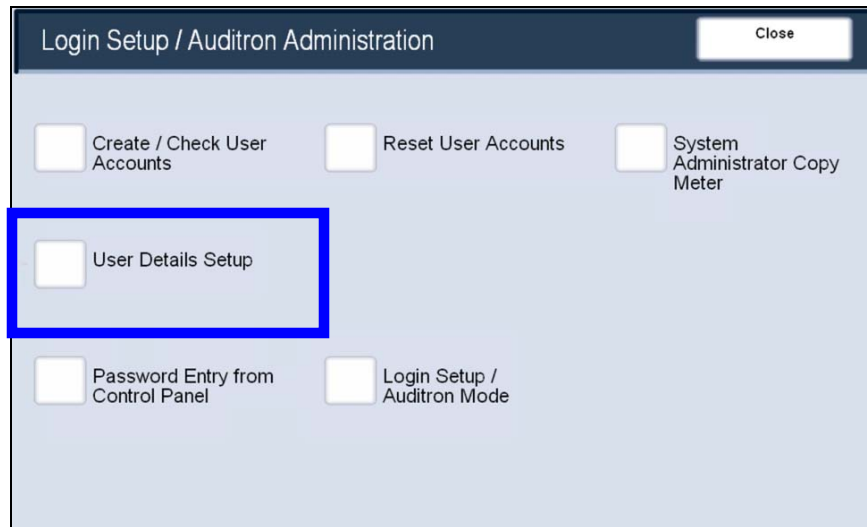 Login Setup / Auditron Administration
Close
Create / Check User
Accounts
Reset User Accounts
System
Administrator Copy
Meter
User Details Setup
Password Entry from
Control Panel
Login Setup /
Auditron Mode